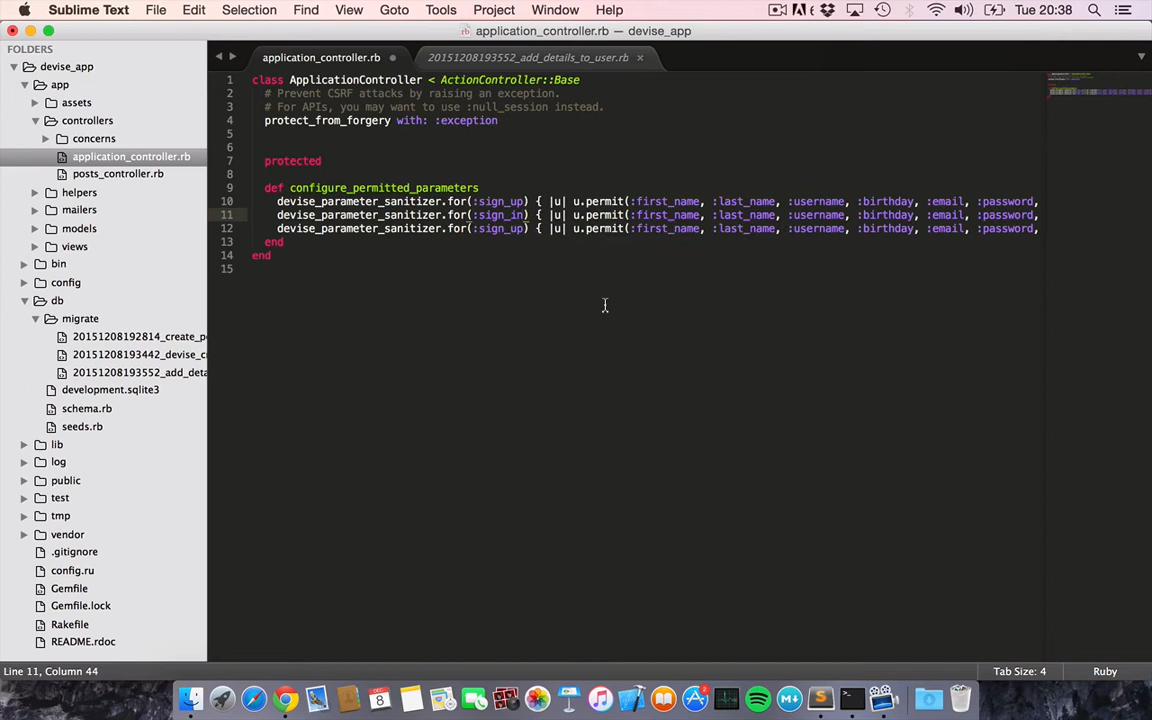 Sublime Text File Edit Selection Find View Goto Tools Project Window Help 6 Tue 20:38
application_controller.rb — devise_app
FOLDERS
devise_app
app
assets
controllers
concerns
application_controller.rb
posts_controller.rb
helpers
mailers
models
views
bin
config
db
migrate
20151208192814_create_p
20151208193442_devise_c
20151208193552_add_deta
development.sqlite3
schema.rb
seeds.rb
lib
log
public
test
tmp
vendor
.gitignore
config.ru
Gemfile
Gemfile.lock
Rakefile
README.rdoc
application_controller.rb 20151208193552_add_details_to_user.rb
1 class ApplicationController < ActionController::Base
2 # Prevent CSRF attacks by raising an exception.
3 # For APIs, you may want to use :null_session instead.
4 protect_from_forgery with: :exception
5
6
7 protected
8
9 def configure_permitted_parameters
10 devise_parameter_sanitizer.for(:sign_up) { |u| u.permit(:first_name, :last_name, :username, :birthday, :email, :password,
11 devise_parameter_sanitizer.for(:sign_in) { |u| u.permit(:first_name, :last_name, :username, :birthday, :email, :password,
12 devise_parameter_sanitizer.for(:sign_up) { |u| u.permit(:first_name, :last_name, :username, :birthday, :email, :password,
13 end
14 end
15
Line 11, Column 44 Tab Size: 4 Ruby